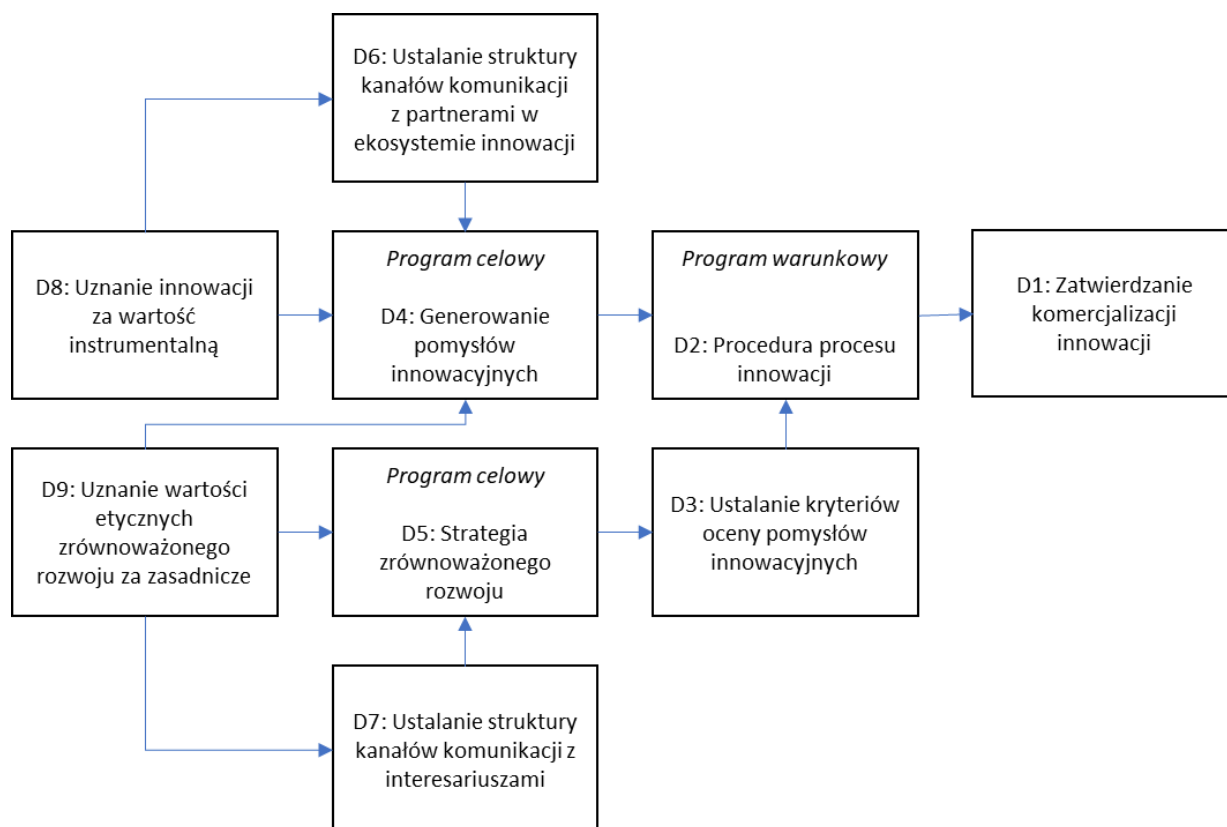 D6: Ustalanie struktury
kanałów komunikacji
z partnerami w
ekosystemie innowacji
D8: Uznanie innowacji
za wartość
instrumentalną
Program celowy
D4: Generowanie
pomysłów
innowacyjnych
Program warunkowy
D2: Procedura procesu
innowacji
D1: Zatwierdzanie
komercjalizacji
innowacji
D9: Uznanie wartości
etycznych
zrównoważonego
rozwoju za zasadnicze
Program celowy
D5: Strategia
zrównoważonego
rozwoju
D3: Ustalanie kryteriów
oceny pomysłów
innowacyjnych
D7: Ustalanie struktury
kanałów komunikacji z
interesariuszami